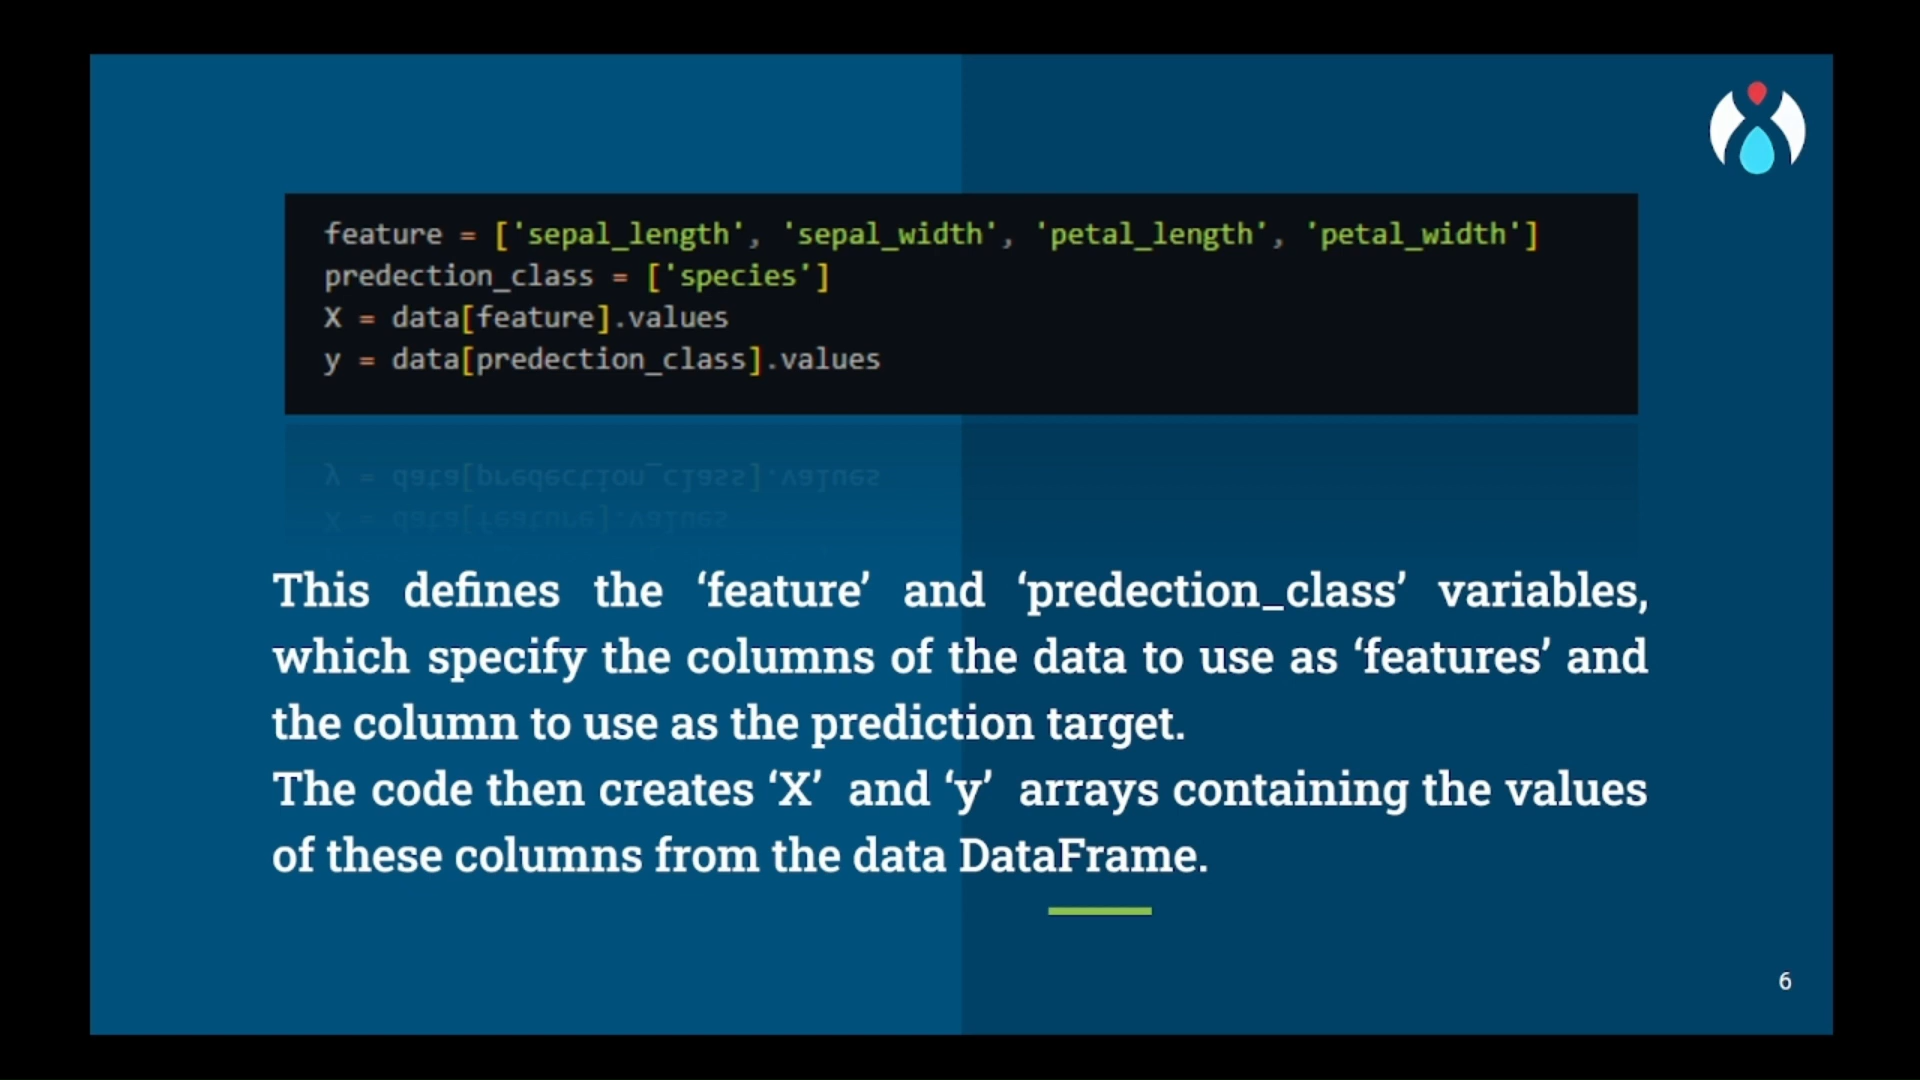 feature = ['sepal_length', 'sepal_width', 'petal_length', 'petal_width']
predection_class = ['species']
X = data[feature].values
y = data[predection_class].values
This defines the ‘feature’ and ‘predection_class’ variables,
which specify the columns of the data to use as ‘features’ and
the column to use as the prediction target.
The code then creates ‘X’ and ‘y’ arrays containing the values
of these columns from the data DataFrame.
6